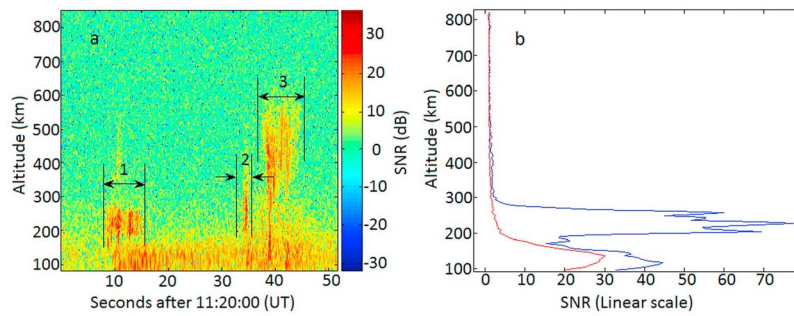 a
b
1
2
3
800
700
600
500
400
300
200
100
Altitude (km)
0 10 20 30 40 50
Seconds after 11:20:00 (UT)
30
20
10
0
-10
-20
-30
SNR (dB)
800
700
600
500
400
300
200
100
Altitude (km)
0 10 20 30 40 50 60 70
SNR (Linear scale)